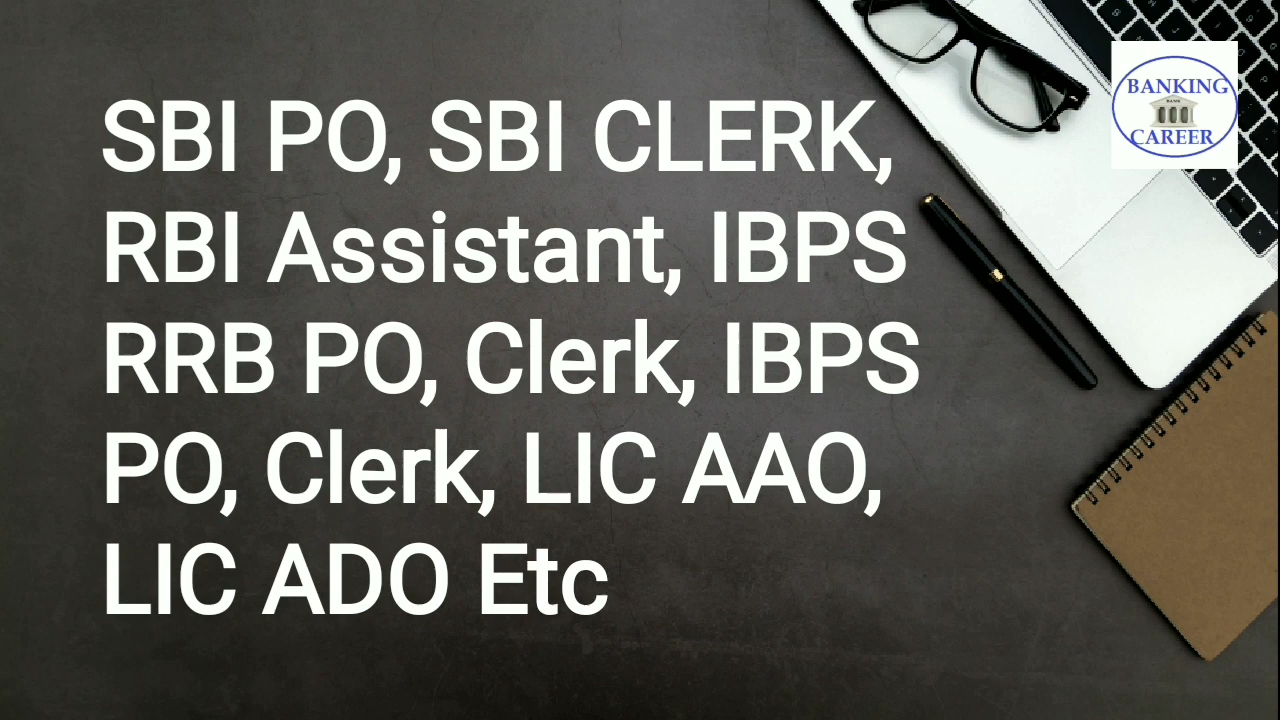 SBI PO, SBI CLERK,
RBI Assistant, IBPS
RRB PO, Clerk, IBPS
PO, Clerk, LIC AAO,
LIC ADO Etc
BANKING
BANK
CAREER